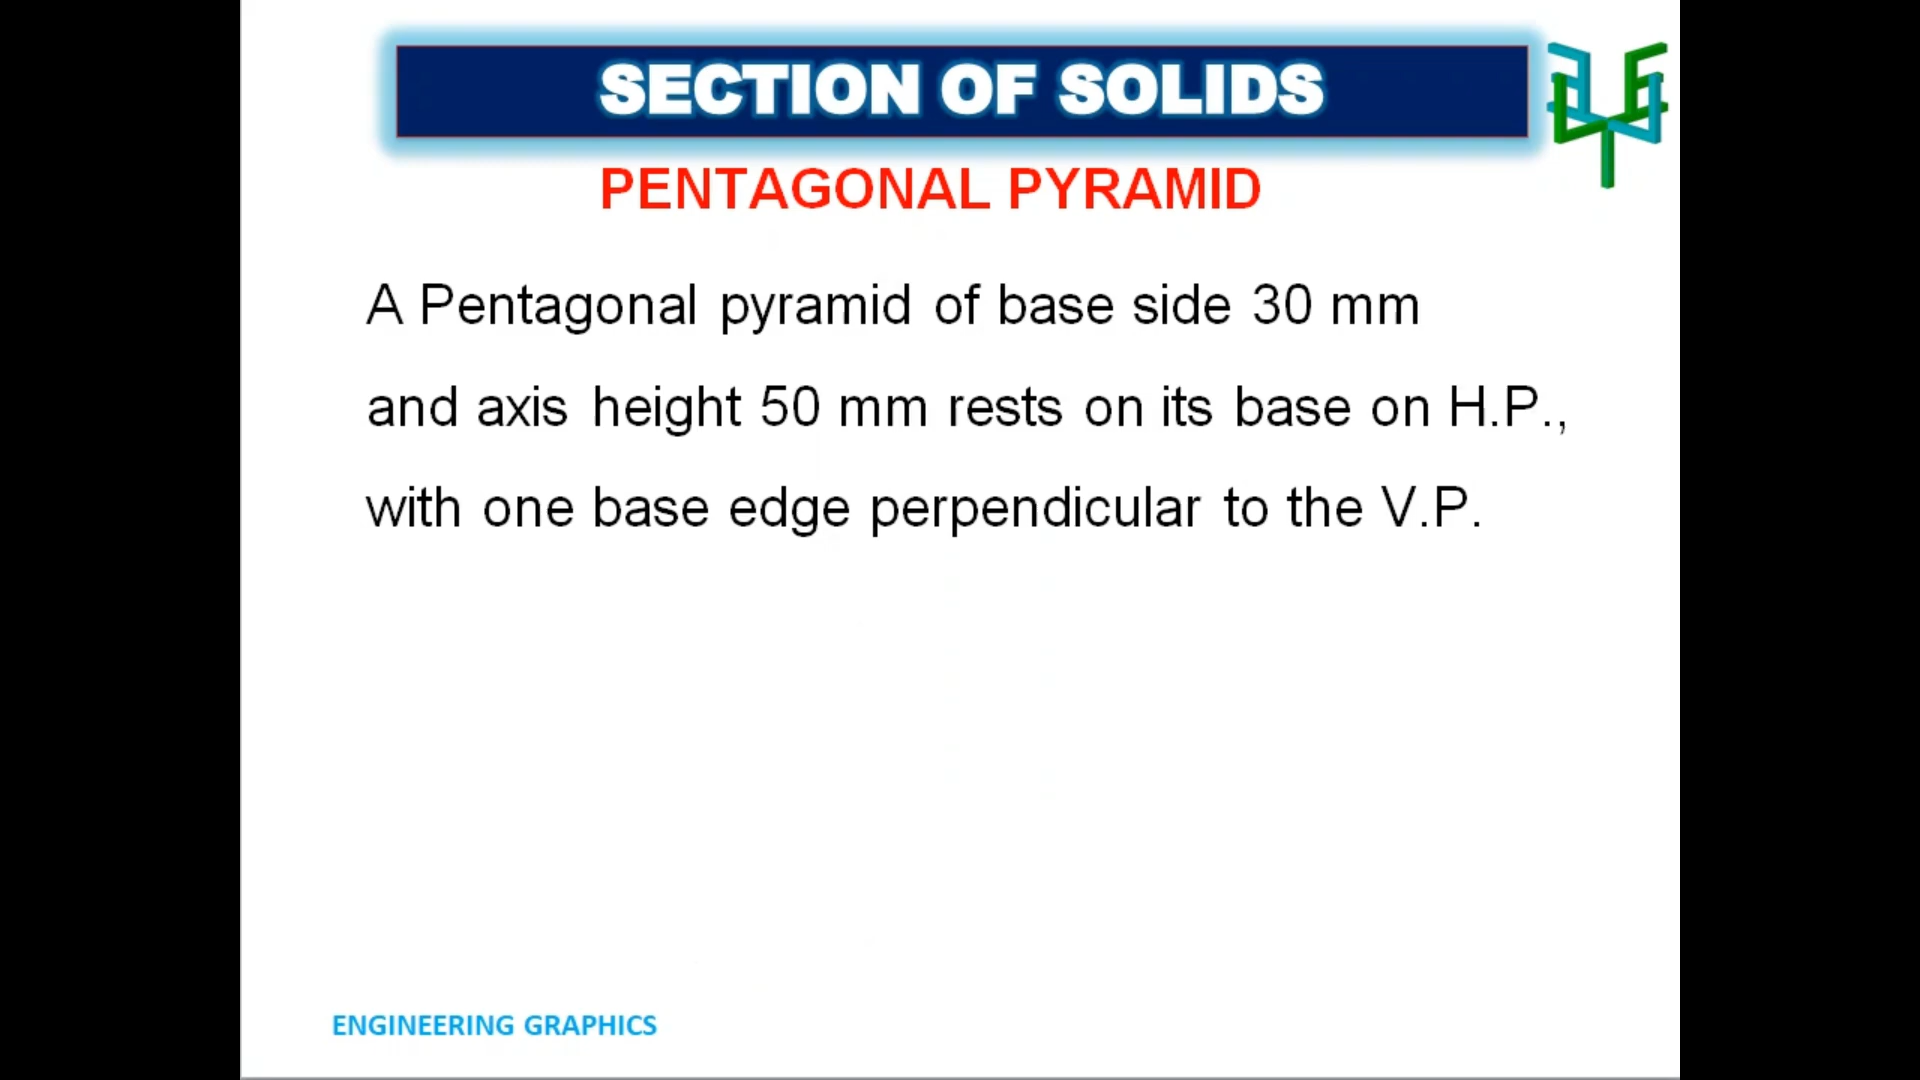 SECTION OF SOLIDS
PENTAGONAL PYRAMID
A Pentagonal pyramid of base side 30 mm
and axis height 50 mm rests on its base on H.P.,
with one base edge perpendicular to the V.P.
ENGINEERING GRAPHICS